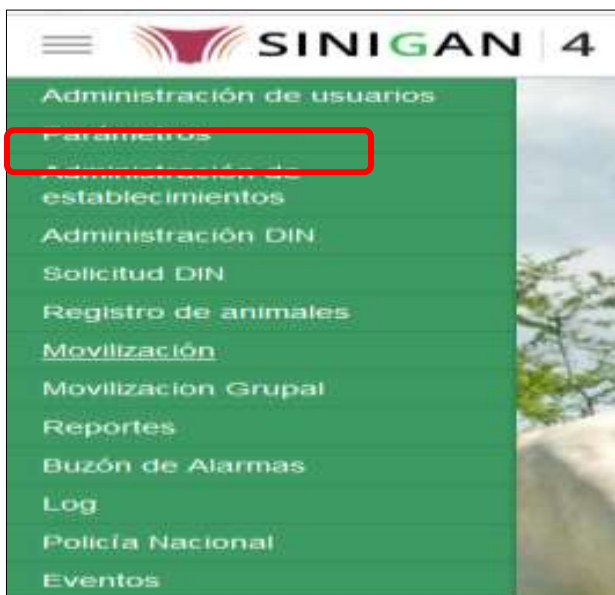 SINIGAN 4
Administración de usuarios
Parámetros
Administración de
establecimientos
Administración DIN
Solicitud DIN
Registro de animales
Movilización
Movilizacion Grupal
Reportes
Buzón de Alarmas
Log
Policía Nacional
Eventos